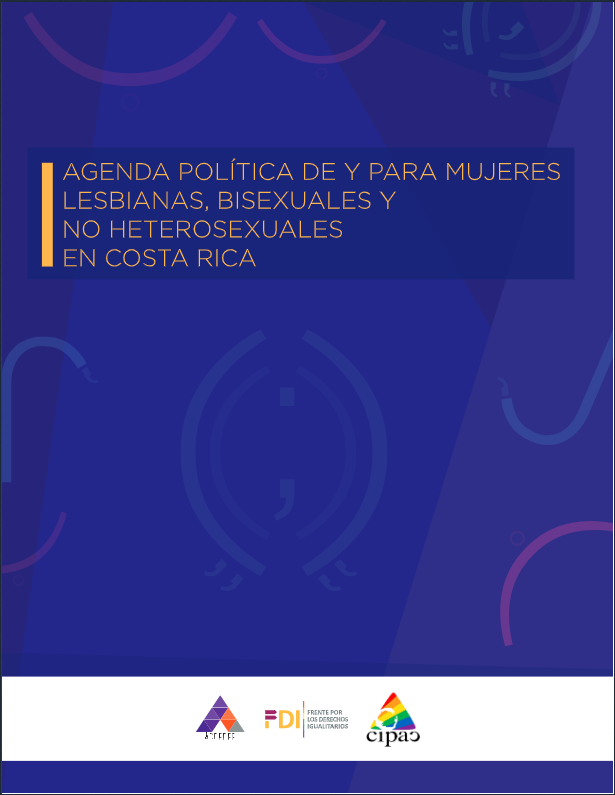 AGENDA POLÍTICA DE Y PARA MUJERES
LESBIANAS, BISEXUALES Y
NO HETEROSEXUALES
EN COSTA RICA
ACCEDER
FDI
FRENTE POR
LOS DERECHOS
IGUALITARIOS
cipac